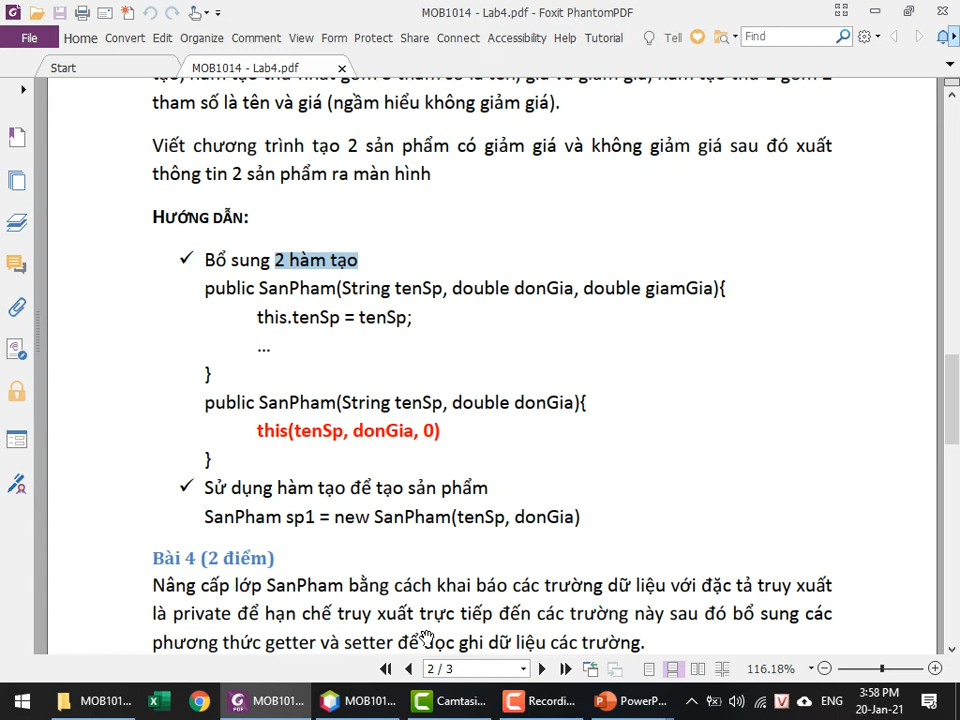 MOB1014 - Lab4.pdf - Foxit PhantomPDF
File Home Convert Edit Organize Comment View Form Protect Share Connect Accessibility Help Tutorial Tell Find
Start MOB1014 - Lab4.pdf
tham số là tên và giá (ngầm hiểu không giảm giá).
Viết chương trình tạo 2 sản phẩm có giảm giá và không giảm giá sau đó xuất
thông tin 2 sản phẩm ra màn hình
HƯỚNG DẪN:
✓ Bổ sung 2 hàm tạo
public SanPham(String tenSp, double donGia, double giamGia){
this.tenSp = tenSp;
...
}
public SanPham(String tenSp, double donGia){
this(tenSp, donGia, 0)
}
✓ Sử dụng hàm tạo để tạo sản phẩm
SanPham sp1 = new SanPham(tenSp, donGia)
Bài 4 (2 điểm)
Nâng cấp lớp SanPham bằng cách khai báo các trường dữ liệu với đặc tả truy xuất
là private để hạn chế truy xuất trực tiếp đến các trường này sau đó bổ sung các
phương thức getter và setter để đọc ghi dữ liệu các trường.
2 / 3 116.18%
MOB101... MOB101... MOB101... Camtasi... Recordi... PowerP... ENG 3:58 PM
20-Jan-21